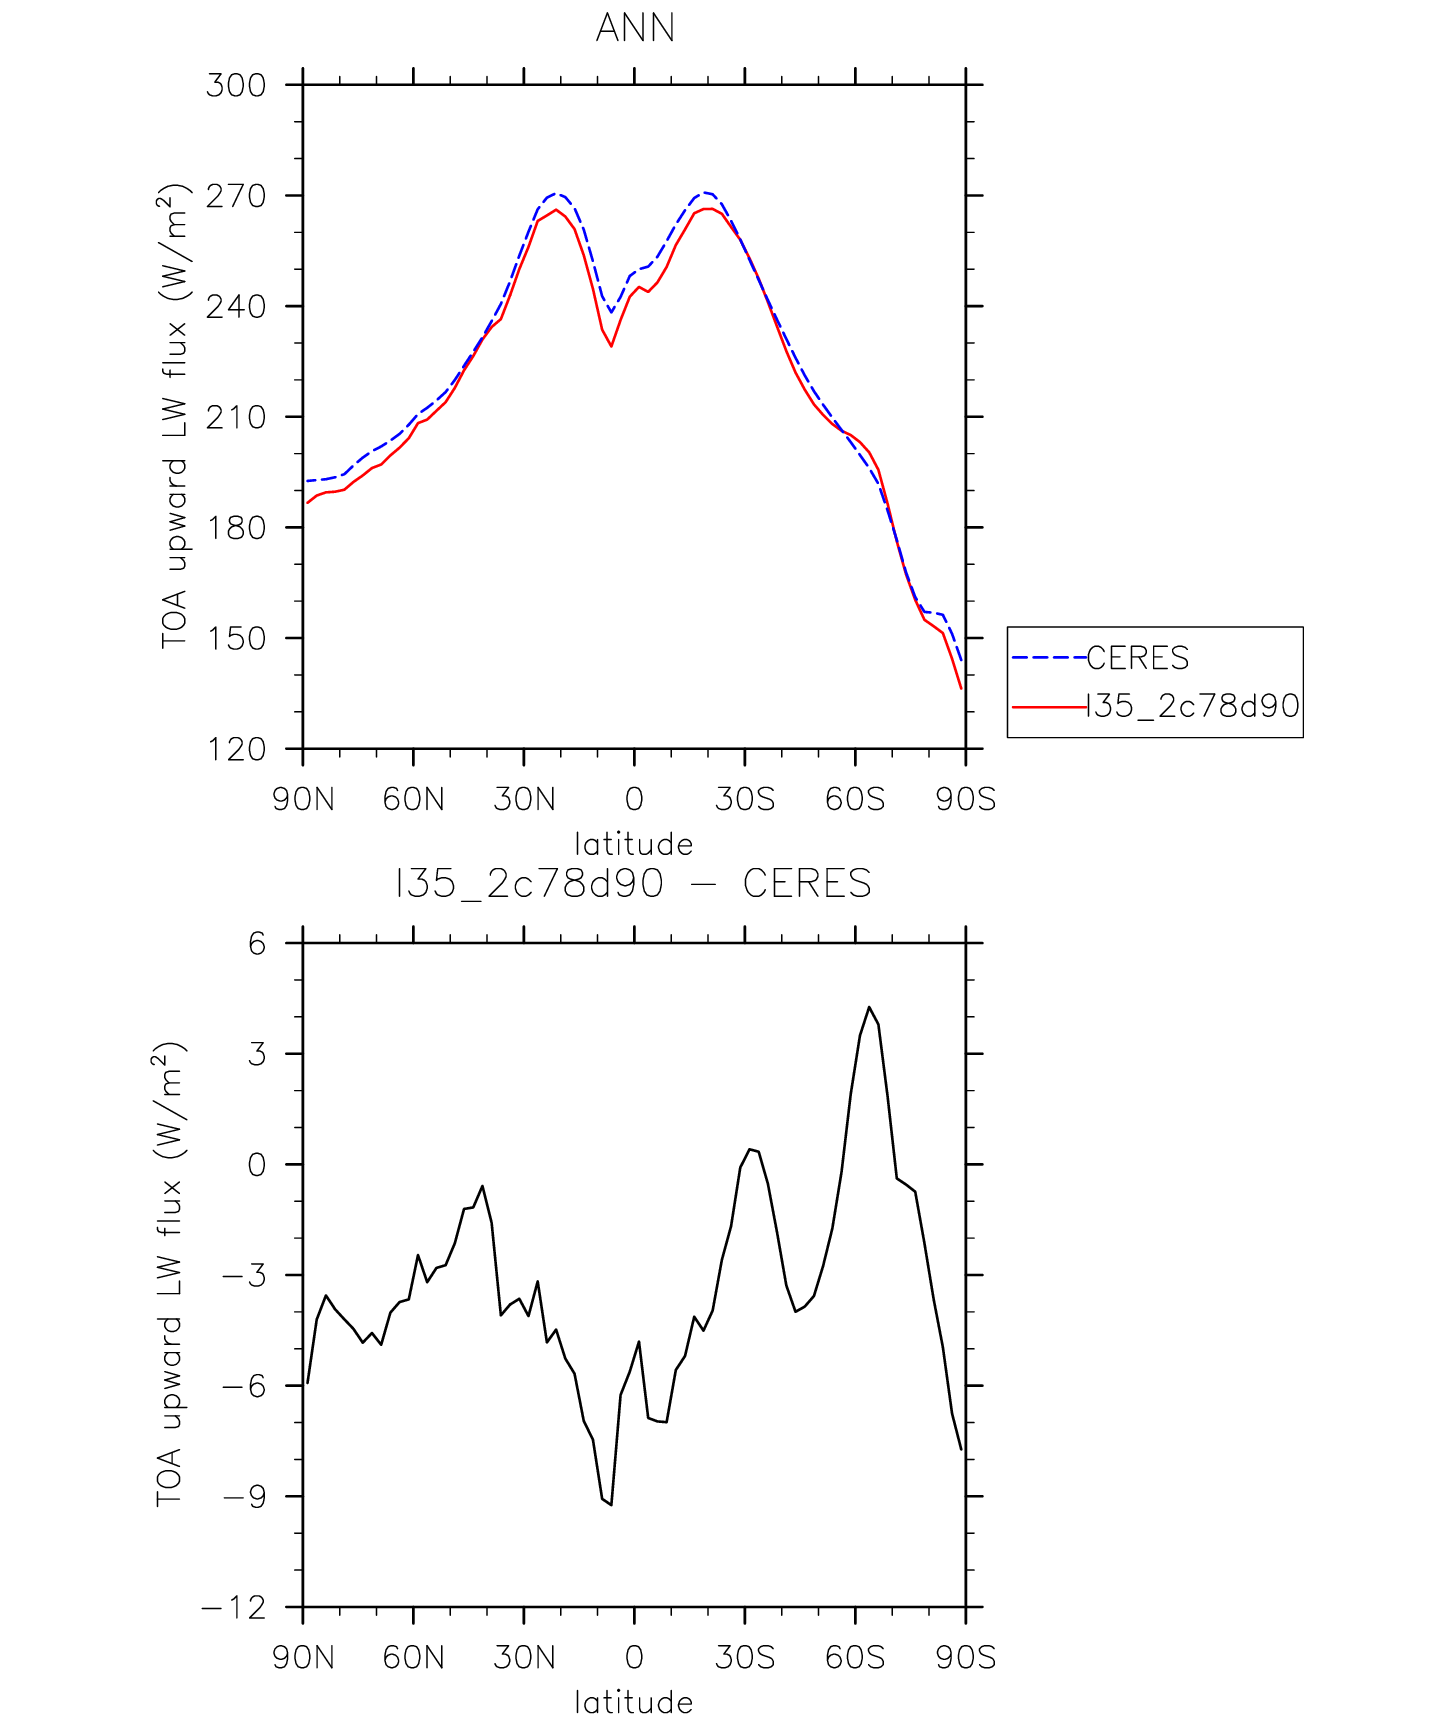 ANN
TOA upward LW flux (W/m²)
300
270
240
210
180
150
120
90N 60N 30N 0 30S 60S 90S
latitude
CERES
I35_2c78d90
I35_2c78d90 − CERES
TOA upward LW flux (W/m²)
6
3
0
−3
−6
−9
−12
90N 60N 30N 0 30S 60S 90S
latitude